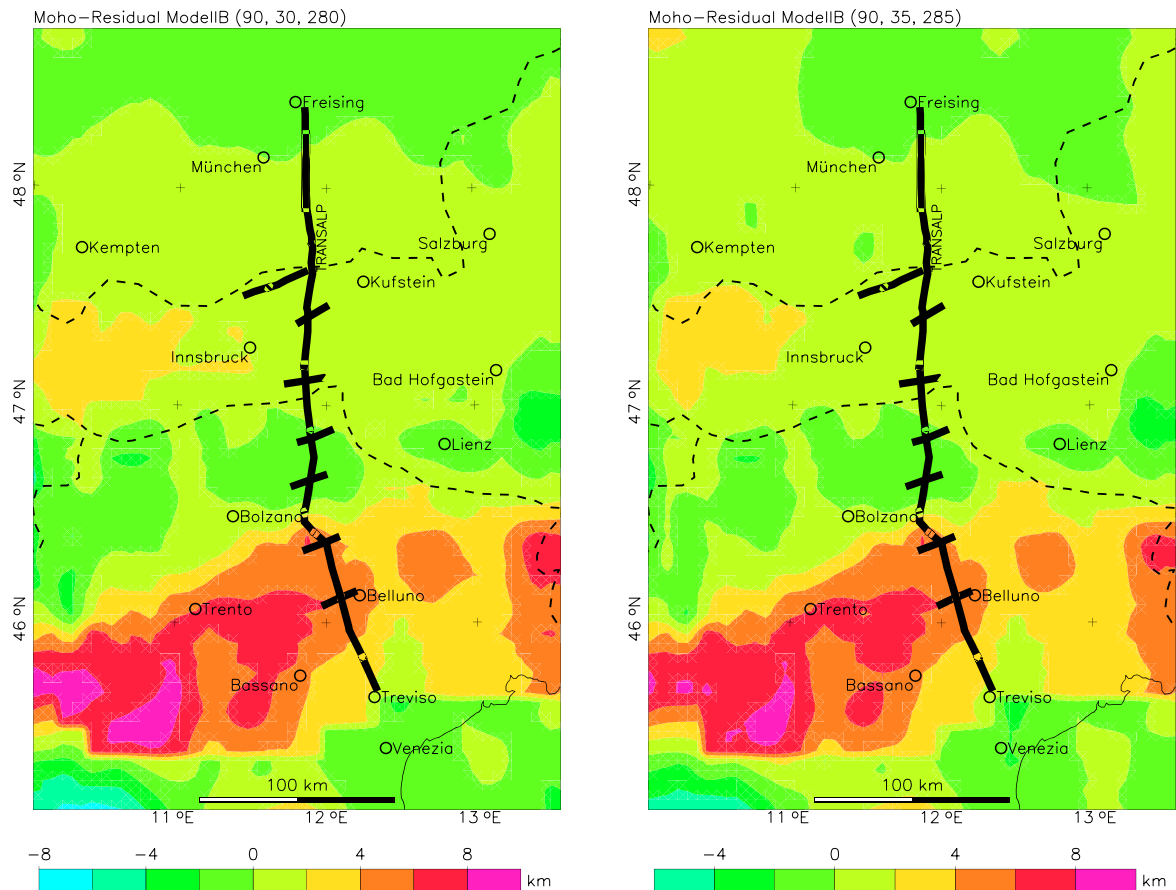 Moho-Residual ModellB (90, 30, 280)
Freising
München
48 °N
TRANSALP
Salzburg
Kempten
Kufstein
Innsbruck
Bad Hofgastein
47 °N
Lienz
Bolzano
Belluno
Trento
46 °N
Bassano
Treviso
Venezia
100 km
11 °E
12 °E
13 °E
-8
-4
0
4
8
km
Moho-Residual ModellB (90, 35, 285)
Freising
München
48 °N
TRANSALP
Salzburg
Kempten
Kufstein
Innsbruck
Bad Hofgastein
47 °N
Lienz
Bolzano
Belluno
Trento
46 °N
Bassano
Treviso
Venezia
100 km
11 °E
12 °E
13 °E
-4
0
4
8
km